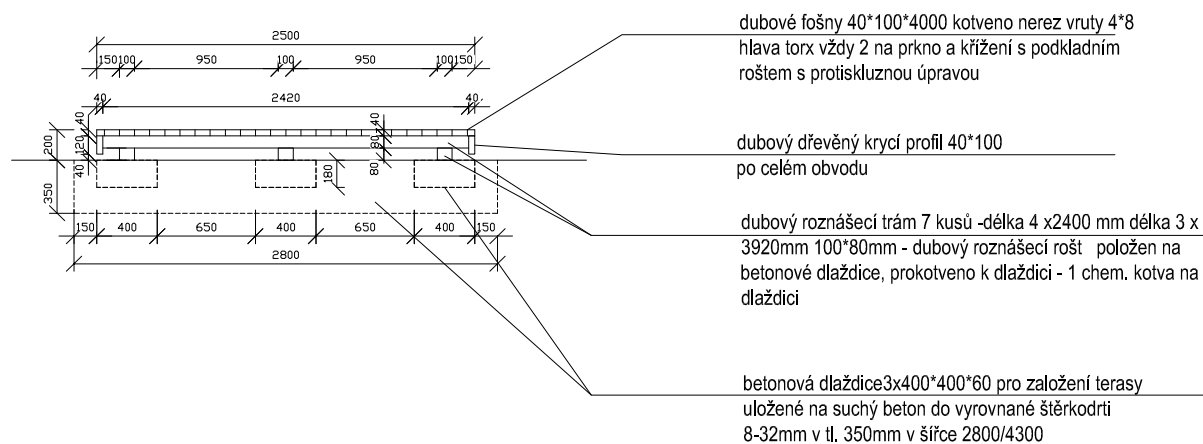 dubové fošny 40*100*4000 kotveno nerez vruty 4*8
hlava torx vždy 2 na prkno a křížení s podkladním
roštem s protiskluznou úpravou
2500
150 100 950 100 950 100 150
40 2420 40
40
200 120 40 80
40 80
dubový dřevěný krycí profil 40*100
po celém obvodu
350 180
150 400 650 400 650 400 150
2800
dubový roznášecí trám 7 kusů -délka 4 x2400 mm délka 3 x
3920mm 100*80mm - dubový roznášecí rošt položen na
betonové dlaždice, prokotveno k dlaždici - 1 chem. kotva na
dlaždici
betonová dlaždice3x400*400*60 pro založení terasy
uložené na suchý beton do vyrovnané štěrkodrti
8-32mm v tl, 350mm v šířce 2800/4300